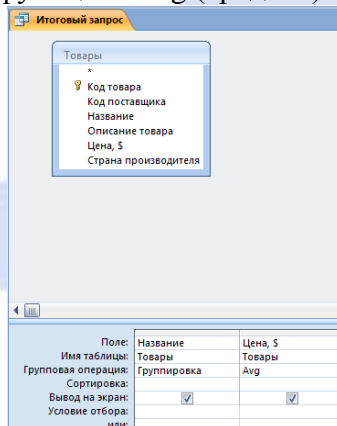 Итоговый запрос
Товары
*
Код товара
Код поставщика
Название
Описание товара
Цена, $
Страна производителя
Поле: Название Цена, $
Имя таблицы: Товары Товары
Групповая операция: Группировка Avg
Сортировка:
Вывод на экран:
Условие отбора:
или: